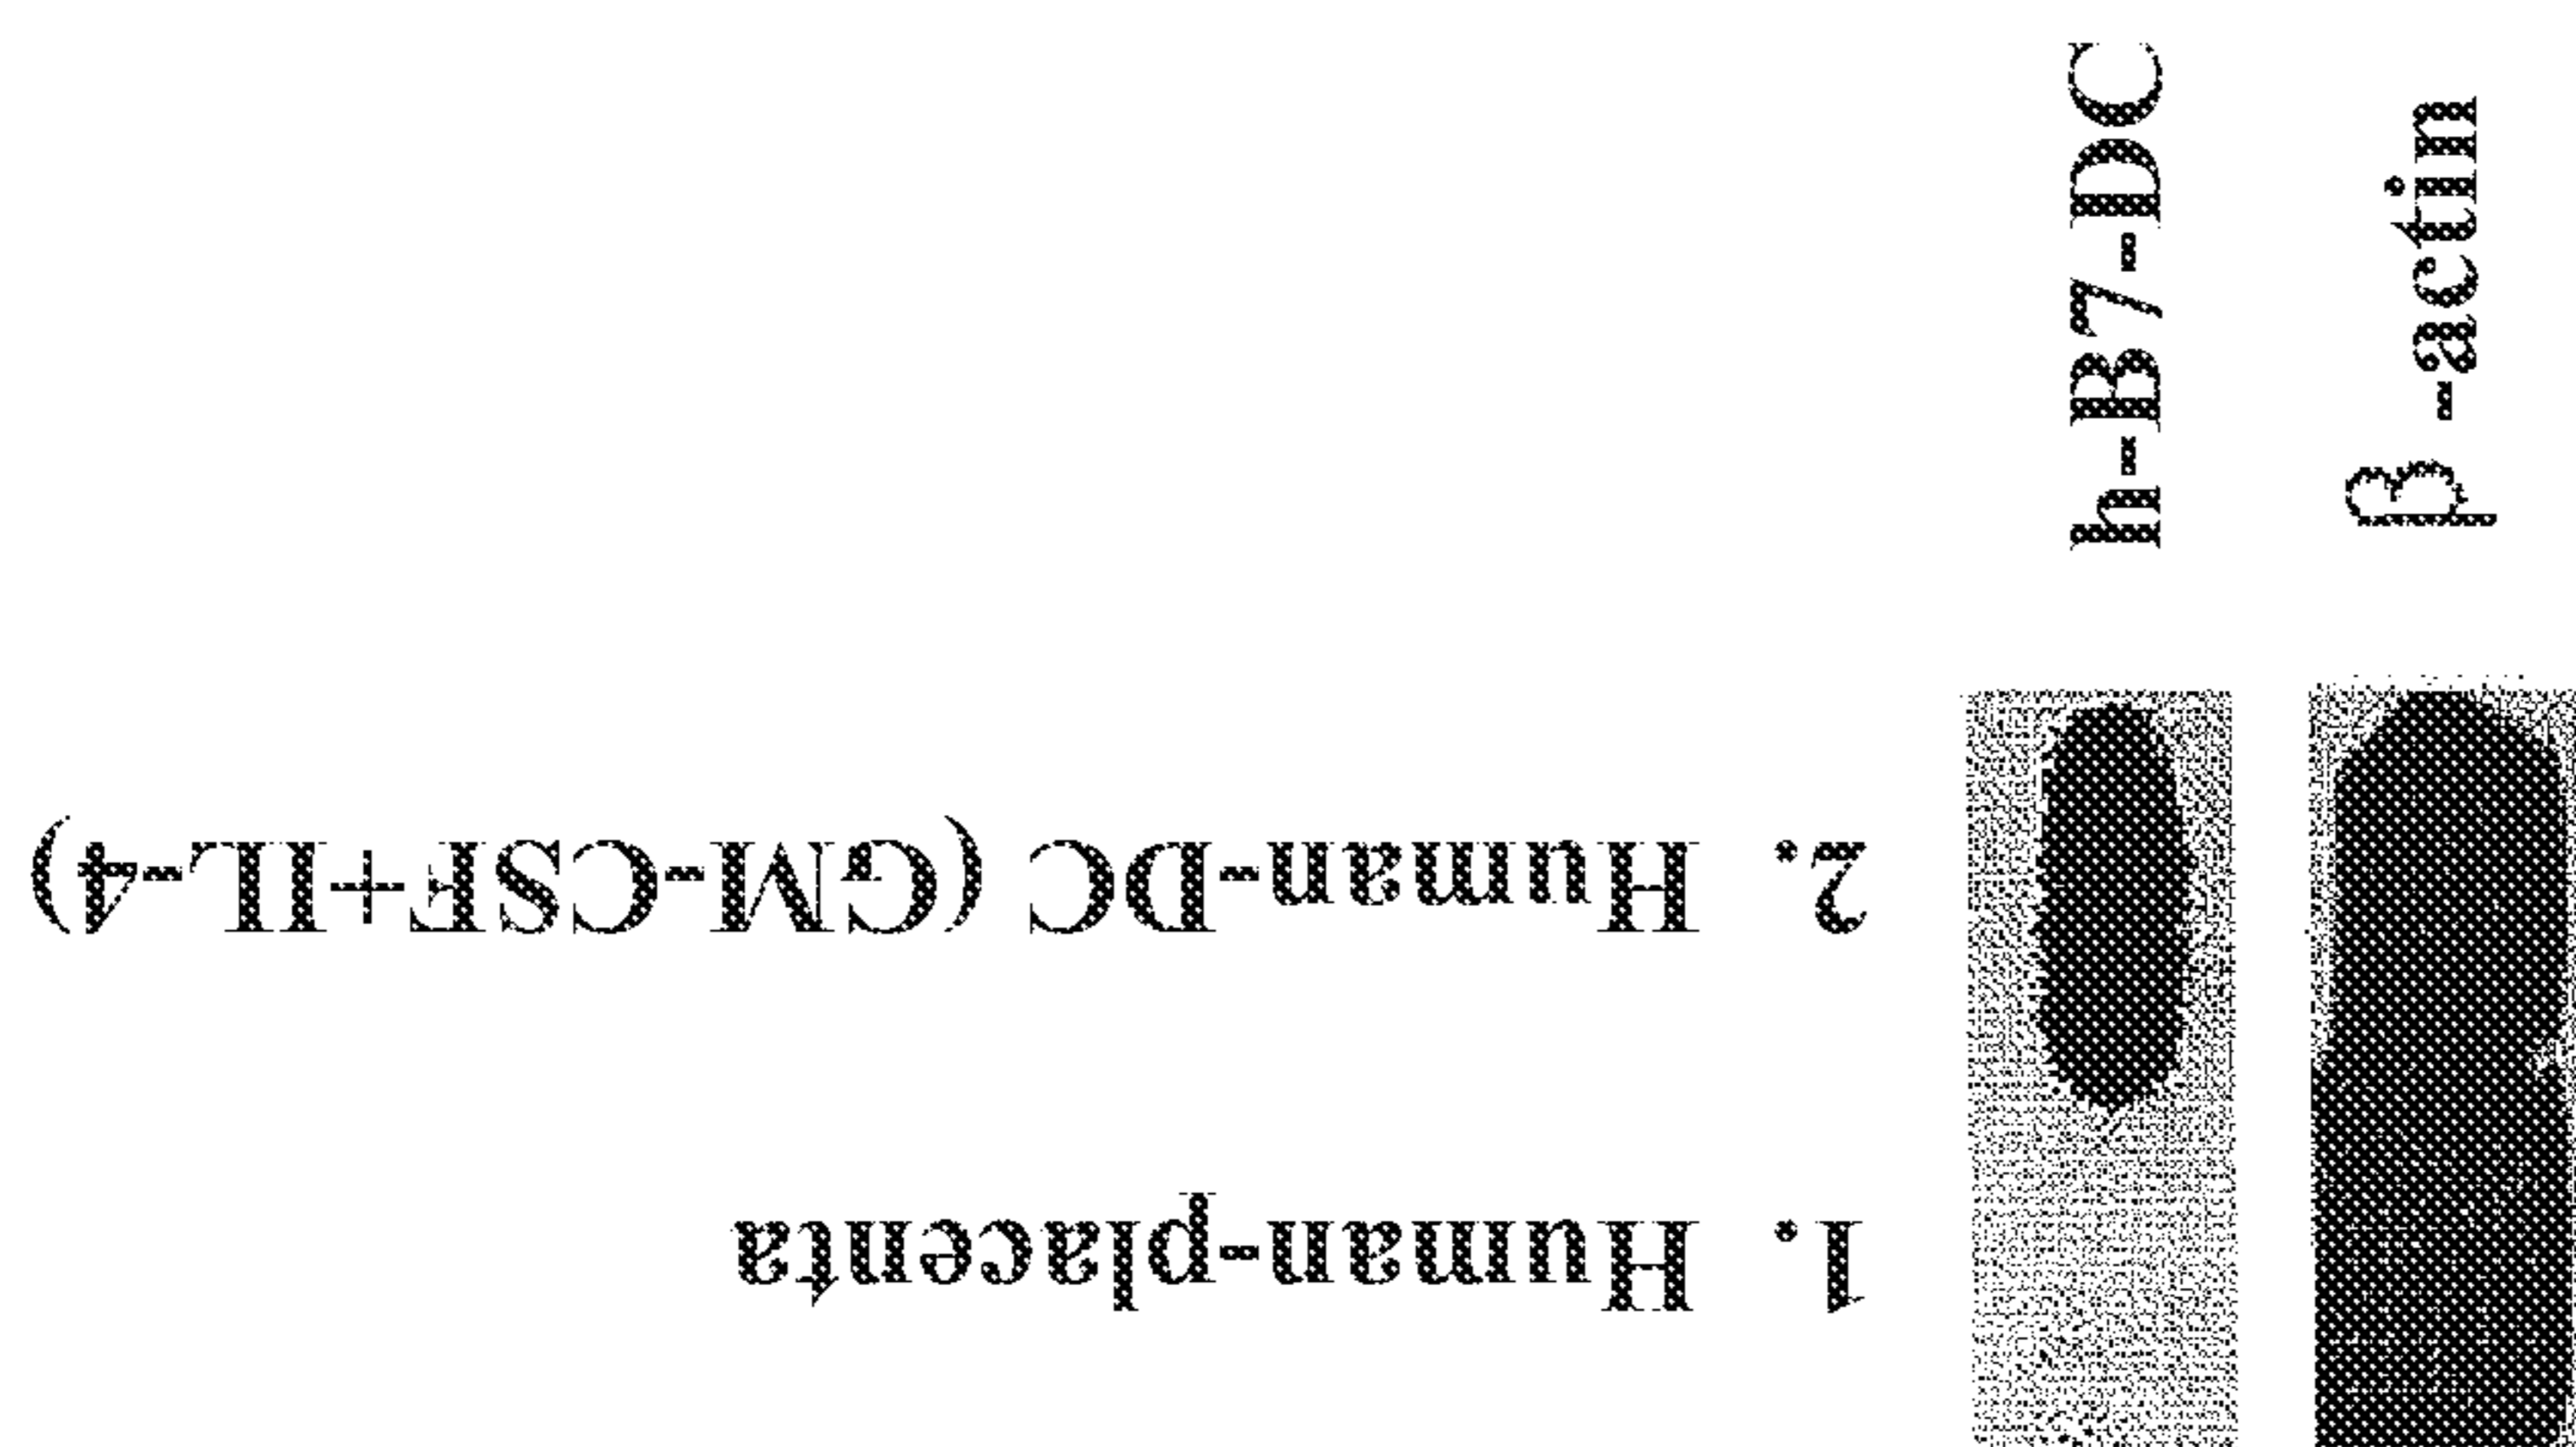 1. Human-placenta
2. Human-DC (GM-CSF+IL-4)
h-B7-DC
β -actin